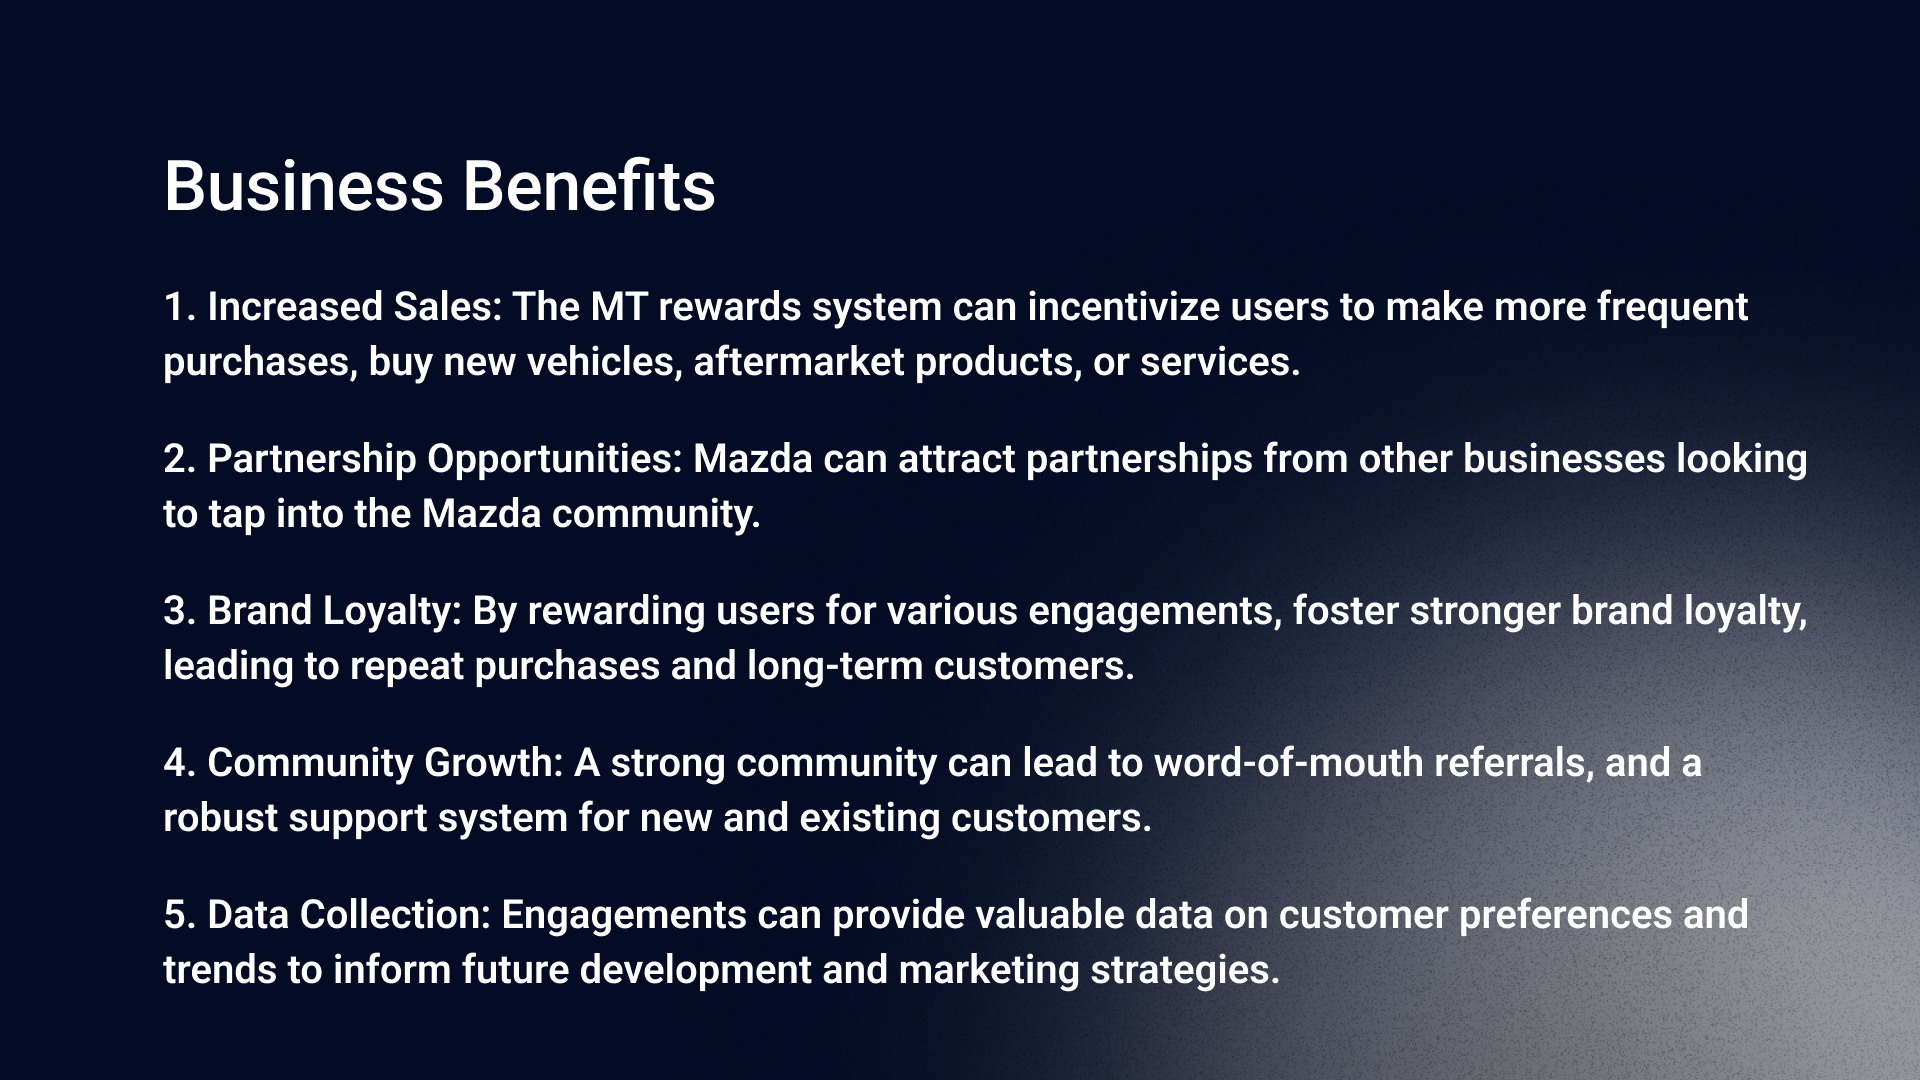 Business Benefits
1. Increased Sales: The MT rewards system can incentivize users to make more frequent
purchases, buy new vehicles, aftermarket products, or services.
2. Partnership Opportunities: Mazda can attract partnerships from other businesses looking
to tap into the Mazda community.
3. Brand Loyalty: By rewarding users for various engagements, foster stronger brand loyalty,
leading to repeat purchases and long-term customers.
4. Community Growth: A strong community can lead to word-of-mouth referrals, and a
robust support system for new and existing customers.
5. Data Collection: Engagements can provide valuable data on customer preferences and
trends to inform future development and marketing strategies.